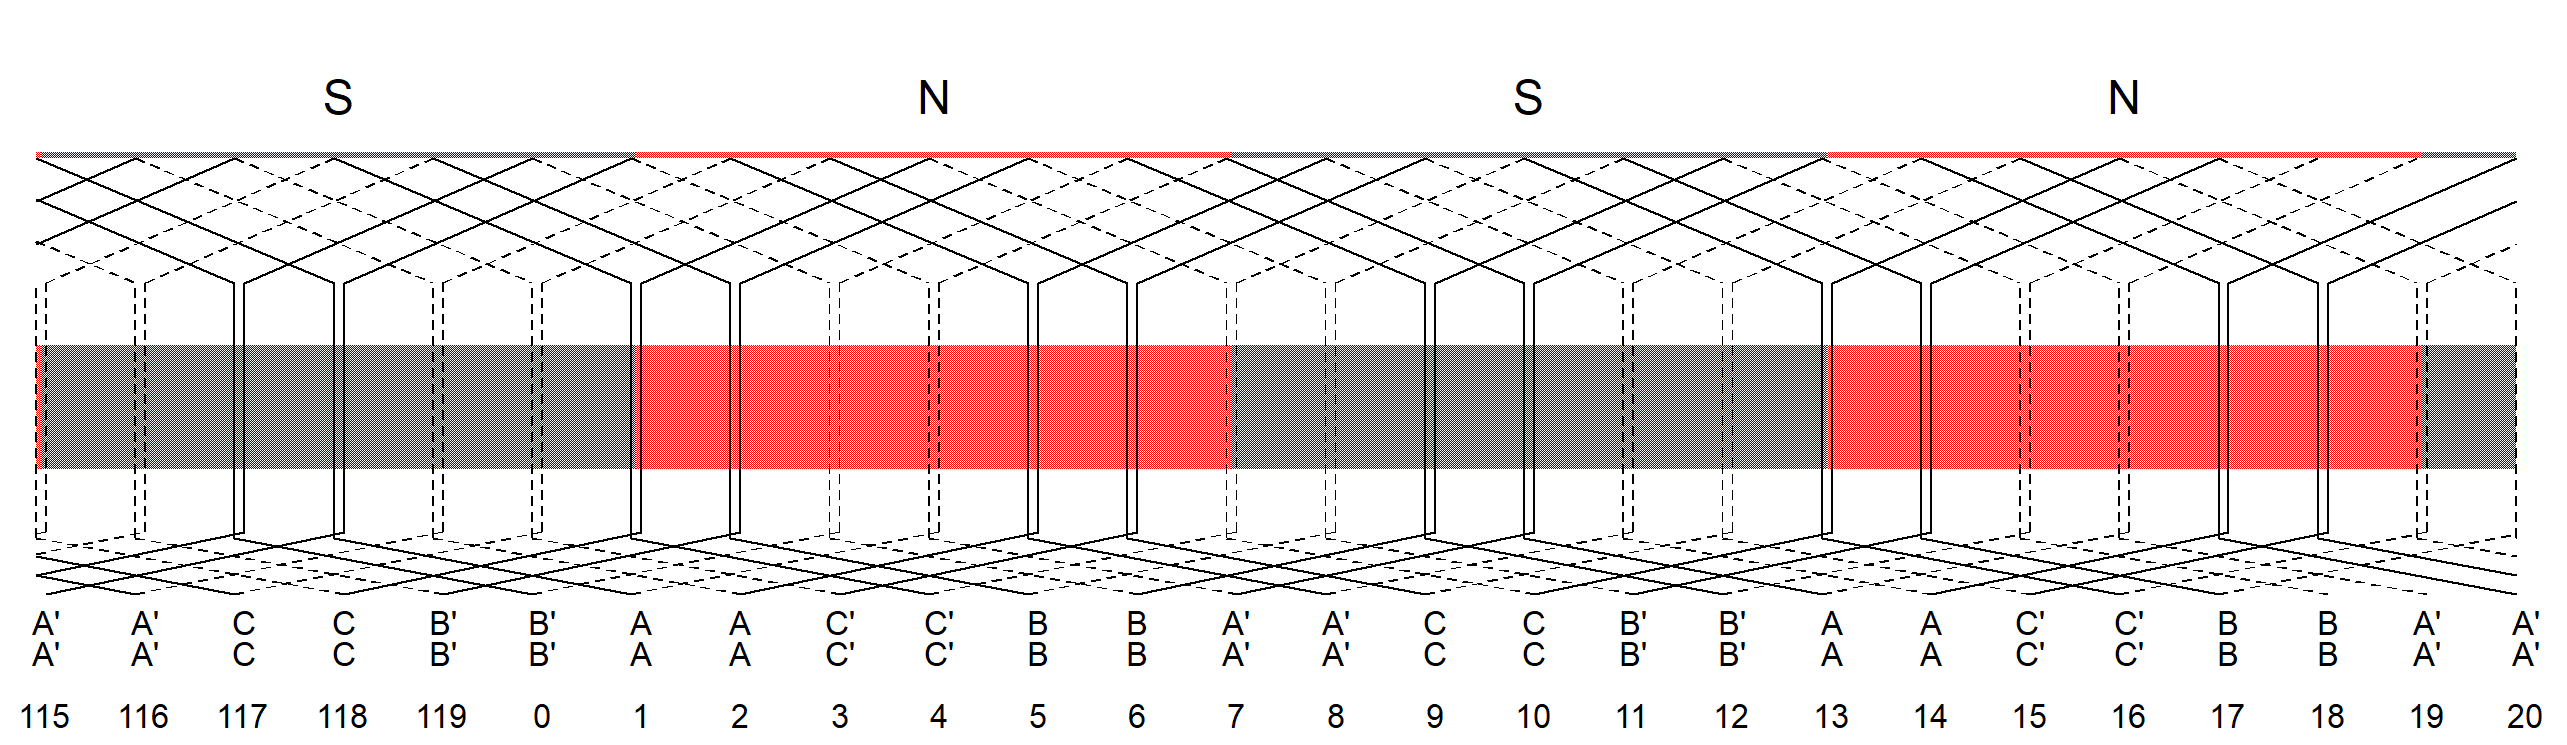 S N S N
A' A' C C B' B' A A C' C' B B A' A' C C B' B' A A C' C' B B A' A'
A' A' C C B' B' A A C' C' B B A' A' C C B' B' A A C' C' B B A' A'
115 116 117 118 119 0 1 2 3 4 5 6 7 8 9 10 11 12 13 14 15 16 17 18 19 20